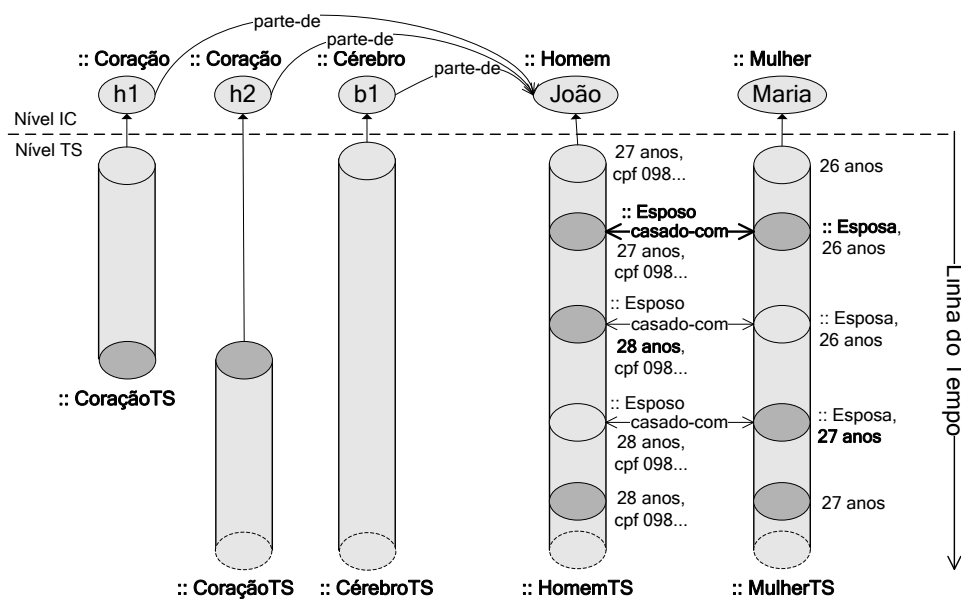 parte-de
parte-de
parte-de
:: Coração
:: Coração
:: Cérebro
:: Homem
:: Mulher
h1
h2
b1
João
Maria
Nível IC
Nível TS
27 anos,
cpf 098...
26 anos
:: Esposo
casado-com
27 anos,
cpf 098...
:: Esposa,
26 anos
:: Esposo
casado-com
28 anos,
cpf 098...
:: Esposa,
26 anos
:: Esposo
casado-com
28 anos,
cpf 098...
:: Esposa,
27 anos
28 anos,
cpf 098...
27 anos
Linha do Tempo
:: CoraçãoTS
:: CoraçãoTS
:: CérebroTS
:: HomemTS
:: MulherTS